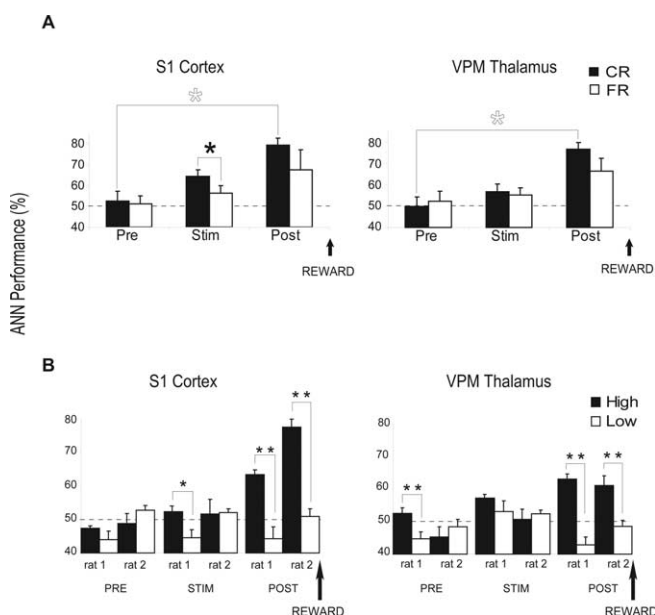 A
S1 Cortex
VPM Thalamus
CR
FR
*
*
*
80
70
60
50
40
Pre
Stim
Post
REWARD
80
70
60
50
40
Pre
Stim
Post
REWARD
ANN Performance (%)
B
S1 Cortex
VPM Thalamus
High
Low
* *
* *
*
80
70
60
50
40
rat 1
rat 2
rat 1
rat 2
rat 1
rat 2
PRE
STIM
POST
REWARD
* *
* *
* *
80
70
60
50
40
rat 1
rat 2
rat 1
rat 2
rat 1
rat 2
PRE
STIM
POST
REWARD